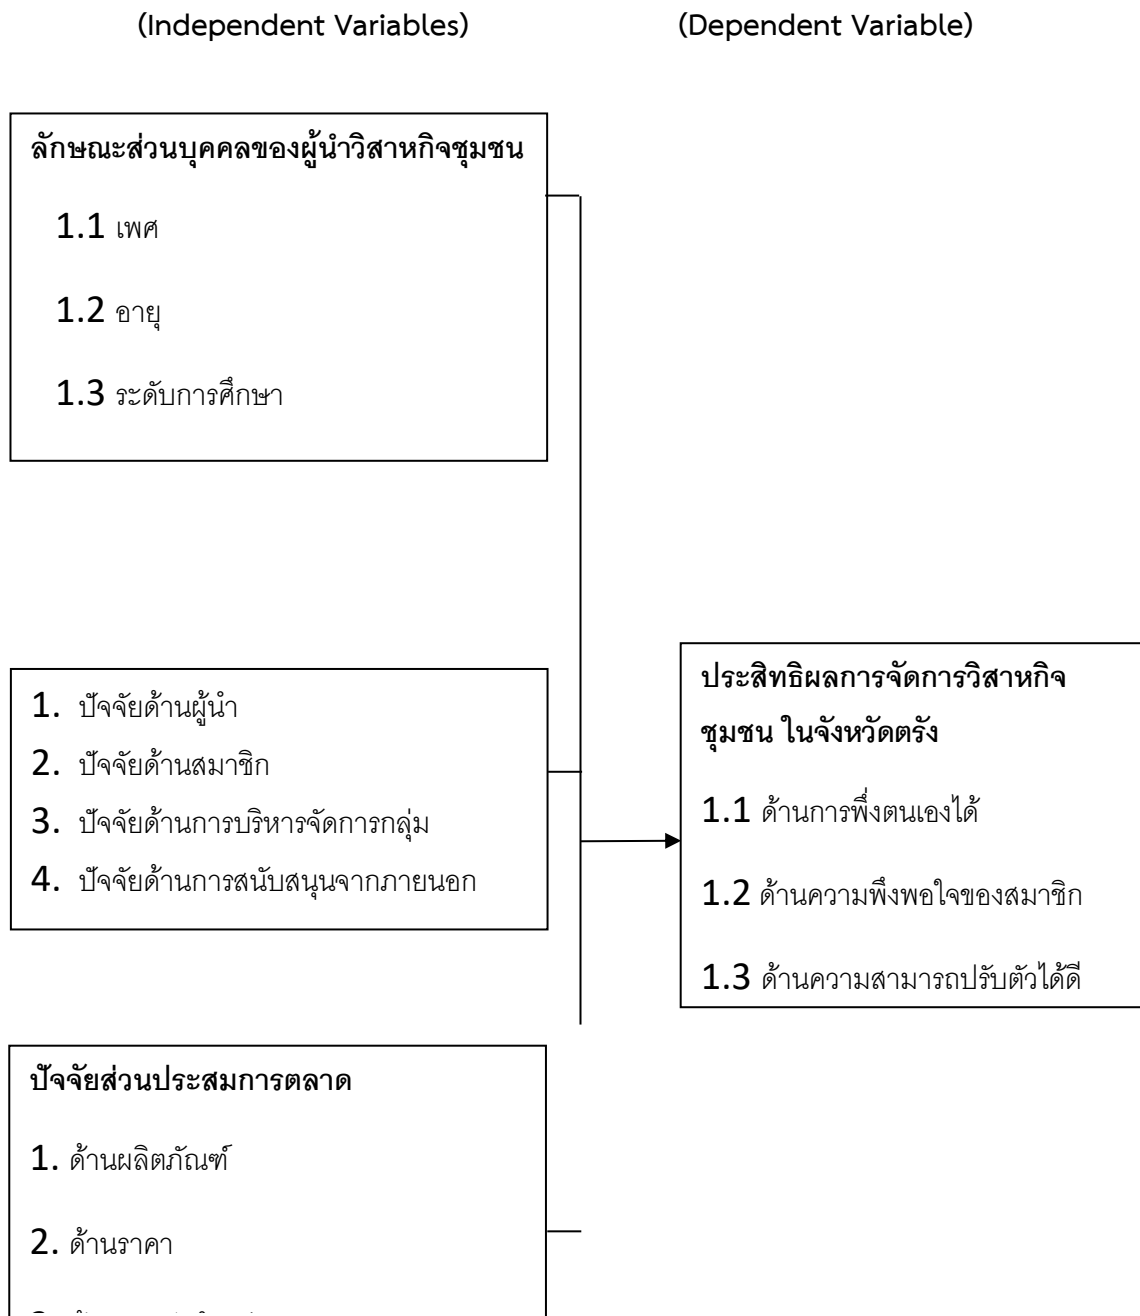 (Independent Variables)
(Dependent Variable)
ลักษณะส่วนบุคคลของผู้นำวิสาหกิจชุมชน
1.1 เพศ
1.2 อายุ
1.3 ระดับการศึกษา
1. ปัจจัยด้านผู้นำ
2. ปัจจัยด้านสมาชิก
3. ปัจจัยด้านการบริหารจัดการกลุ่ม
4. ปัจจัยด้านการสนับสนุนจากภายนอก
ประสิทธิผลการจัดการวิสาหกิจ
ชุมชน ในจังหวัดตรัง
1.1 ด้านการพึ่งตนเองได้
1.2 ด้านความพึงพอใจของสมาชิก
1.3 ด้านความสามารถปรับตัวได้ดี
ปัจจัยส่วนประสมการตลาด
1. ด้านผลิตภัณฑ์
2. ด้านราคา